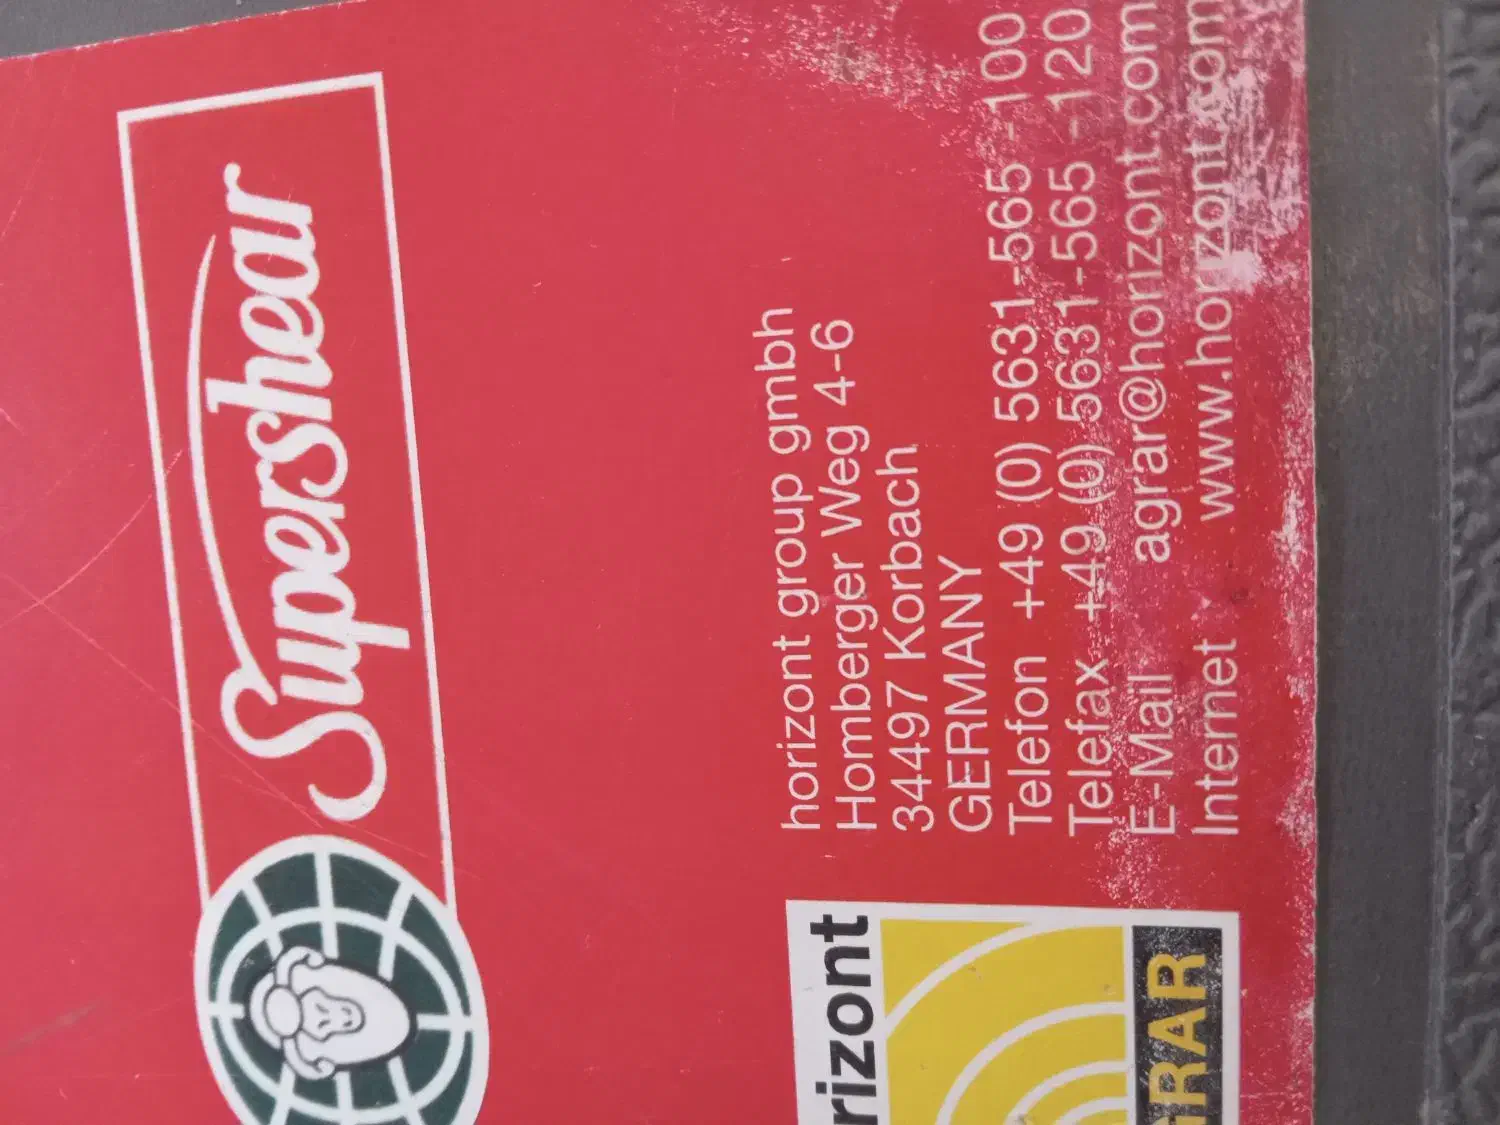 Supershear
horizont group gmbh
Homberger Weg 4-6
34497 Korbach
GERMANY
Telefon +49 (0) 5631-565 -100
Telefax +49 (0) 5631-565 -120
E-Mail agrar@horizont.com
Internet www.horizont.com
rizont
GRAR